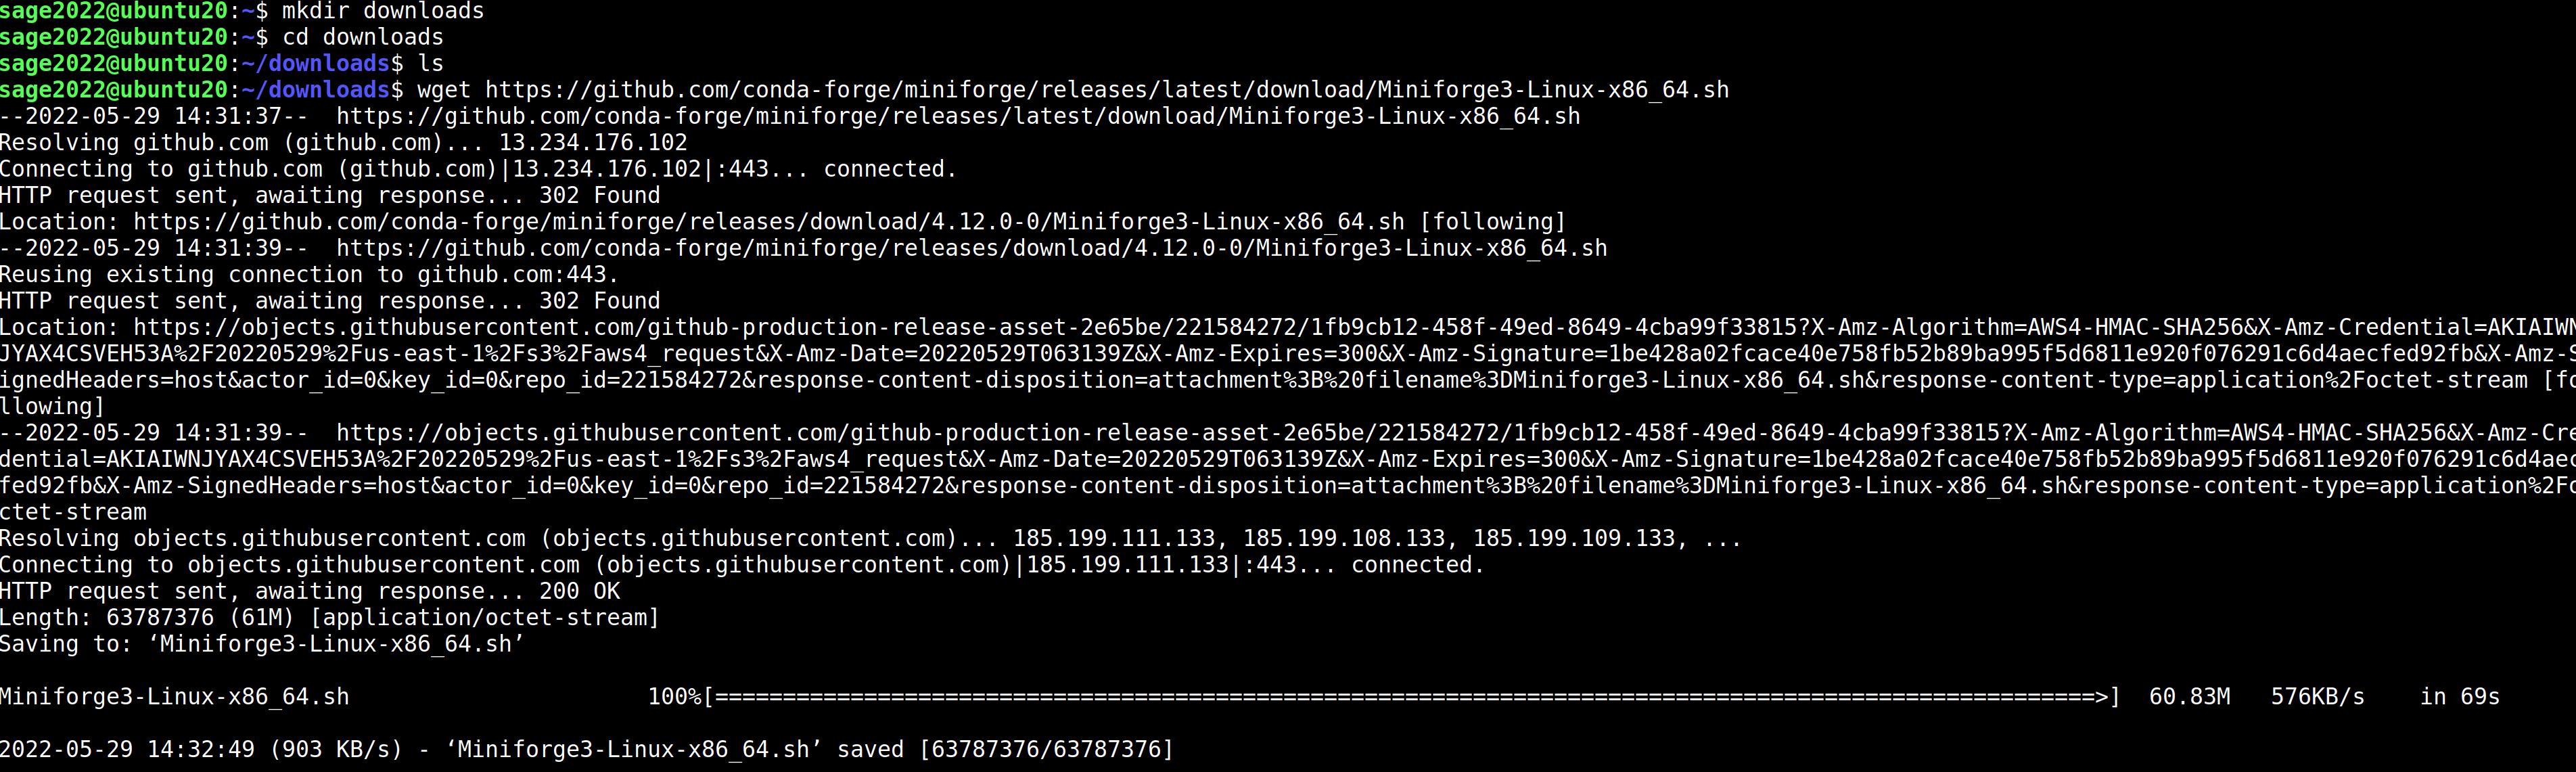 sage2022@ubuntu20:~$ mkdir downloads
sage2022@ubuntu20:~$ cd downloads
sage2022@ubuntu20:~/downloads$ ls
sage2022@ubuntu20:~/downloads$ wget https://github.com/conda-forge/miniforge/releases/latest/download/Miniforge3-Linux-x86_64.sh
--2022-05-29 14:31:37--  https://github.com/conda-forge/miniforge/releases/latest/download/Miniforge3-Linux-x86_64.sh
Resolving github.com (github.com)... 13.234.176.102
Connecting to github.com (github.com)|13.234.176.102|:443... connected.
HTTP request sent, awaiting response... 302 Found
Location: https://github.com/conda-forge/miniforge/releases/download/4.12.0-0/Miniforge3-Linux-x86_64.sh [following]
--2022-05-29 14:31:39--  https://github.com/conda-forge/miniforge/releases/download/4.12.0-0/Miniforge3-Linux-x86_64.sh
Reusing existing connection to github.com:443.
HTTP request sent, awaiting response... 302 Found
Location: https://objects.githubusercontent.com/github-production-release-asset-2e65be/221584272/1fb9cb12-458f-49ed-8649-4cba99f33815?X-Amz-Algorithm=AWS4-HMAC-SHA256&X-Amz-Credential=AKIAIWN
JYAX4CSVEH53A%2F20220529%2Fus-east-1%2Fs3%2Faws4_request&X-Amz-Date=20220529T063139Z&X-Amz-Expires=300&X-Amz-Signature=1be428a02fcace40e758fb52b89ba995f5d6811e920f076291c6d4aecfed92fb&X-Amz-S
ignedHeaders=host&actor_id=0&key_id=0&repo_id=221584272&response-content-disposition=attachment%3B%20filename%3DMiniforge3-Linux-x86_64.sh&response-content-type=application%2Foctet-stream [fo
llowing]
--2022-05-29 14:31:39--  https://objects.githubusercontent.com/github-production-release-asset-2e65be/221584272/1fb9cb12-458f-49ed-8649-4cba99f33815?X-Amz-Algorithm=AWS4-HMAC-SHA256&X-Amz-Cre
dential=AKIAIWNJYAX4CSVEH53A%2F20220529%2Fus-east-1%2Fs3%2Faws4_request&X-Amz-Date=20220529T063139Z&X-Amz-Expires=300&X-Amz-Signature=1be428a02fcace40e758fb52b89ba995f5d6811e920f076291c6d4aec
fed92fb&X-Amz-SignedHeaders=host&actor_id=0&key_id=0&repo_id=221584272&response-content-disposition=attachment%3B%20filename%3DMiniforge3-Linux-x86_64.sh&response-content-type=application%2Fo
ctet-stream
Resolving objects.githubusercontent.com (objects.githubusercontent.com)... 185.199.111.133, 185.199.108.133, 185.199.109.133, ...
Connecting to objects.githubusercontent.com (objects.githubusercontent.com)|185.199.111.133|:443... connected.
HTTP request sent, awaiting response... 200 OK
Length: 63787376 (61M) [application/octet-stream]
Saving to: ‘Miniforge3-Linux-x86_64.sh’
Miniforge3-Linux-x86_64.sh                      100%[======================================================================================================>]  60.83M   576KB/s    in 69s
2022-05-29 14:32:49 (903 KB/s) - ‘Miniforge3-Linux-x86_64.sh’ saved [63787376/63787376]